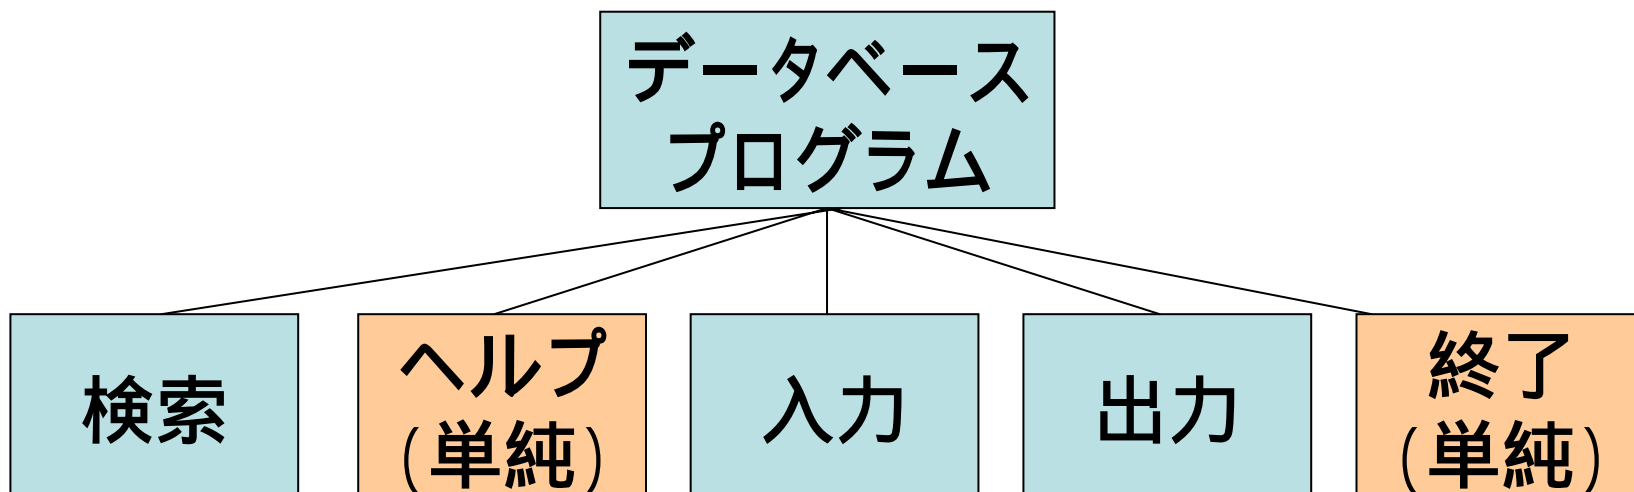 データベース
プログラム
検索
ヘルプ
(単純)
入力
出力
終了
(単純)